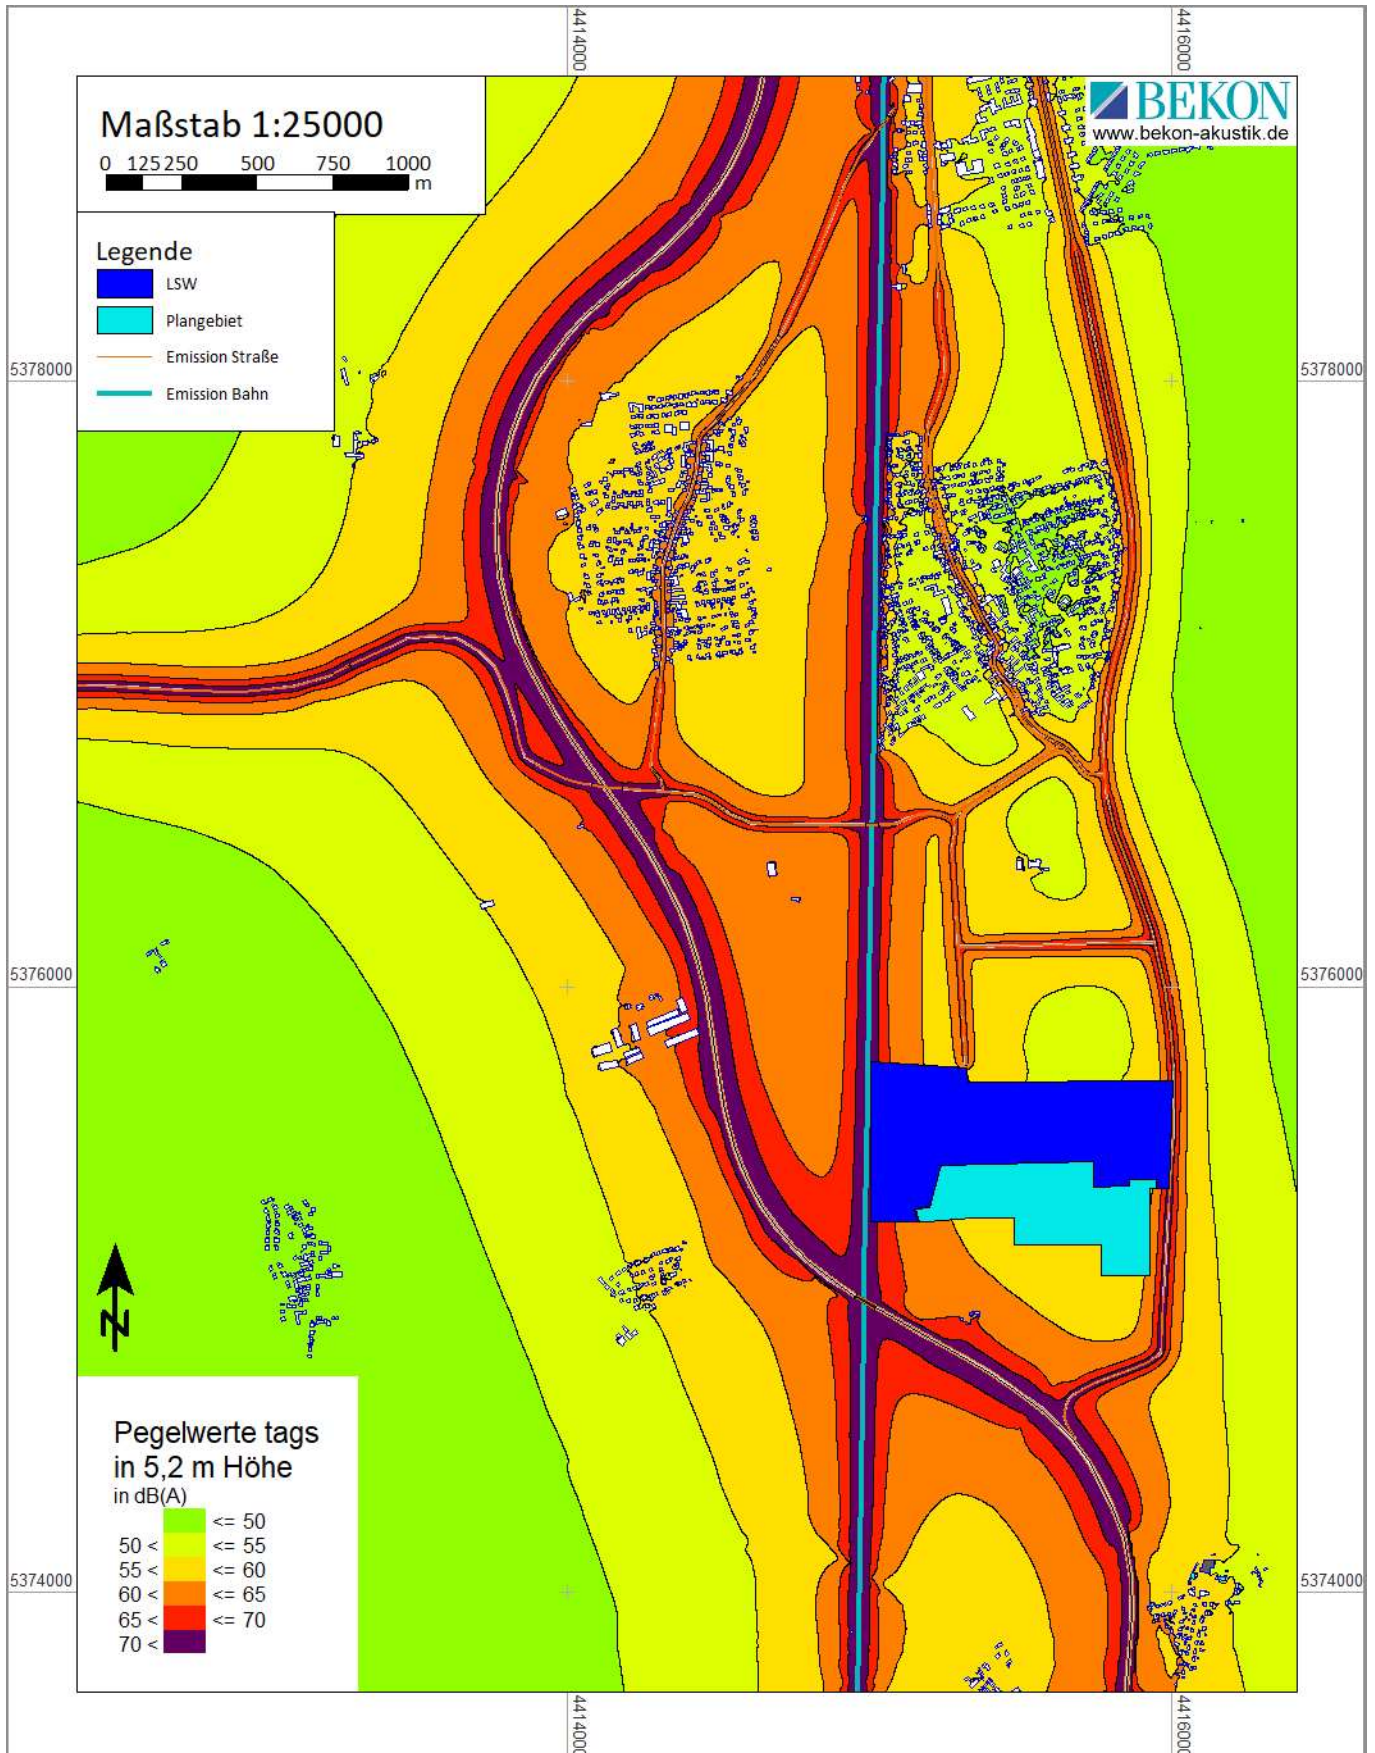 4414000
4416000
Maßstab 1:25000
0 125 250 500 750 1000
m
BEKON
www.bekon-akustik.de
Legende
LSW
Plangebiet
Emission Straße
Emission Bahn
5378000
5378000
5376000
5376000
N
Pegelwerte tags
in 5,2 m Höhe
in dB(A)
<= 50
50 < <= 55
55 < <= 60
60 < <= 65
65 < <= 70
70 <
5374000
5374000
4414000
4416000